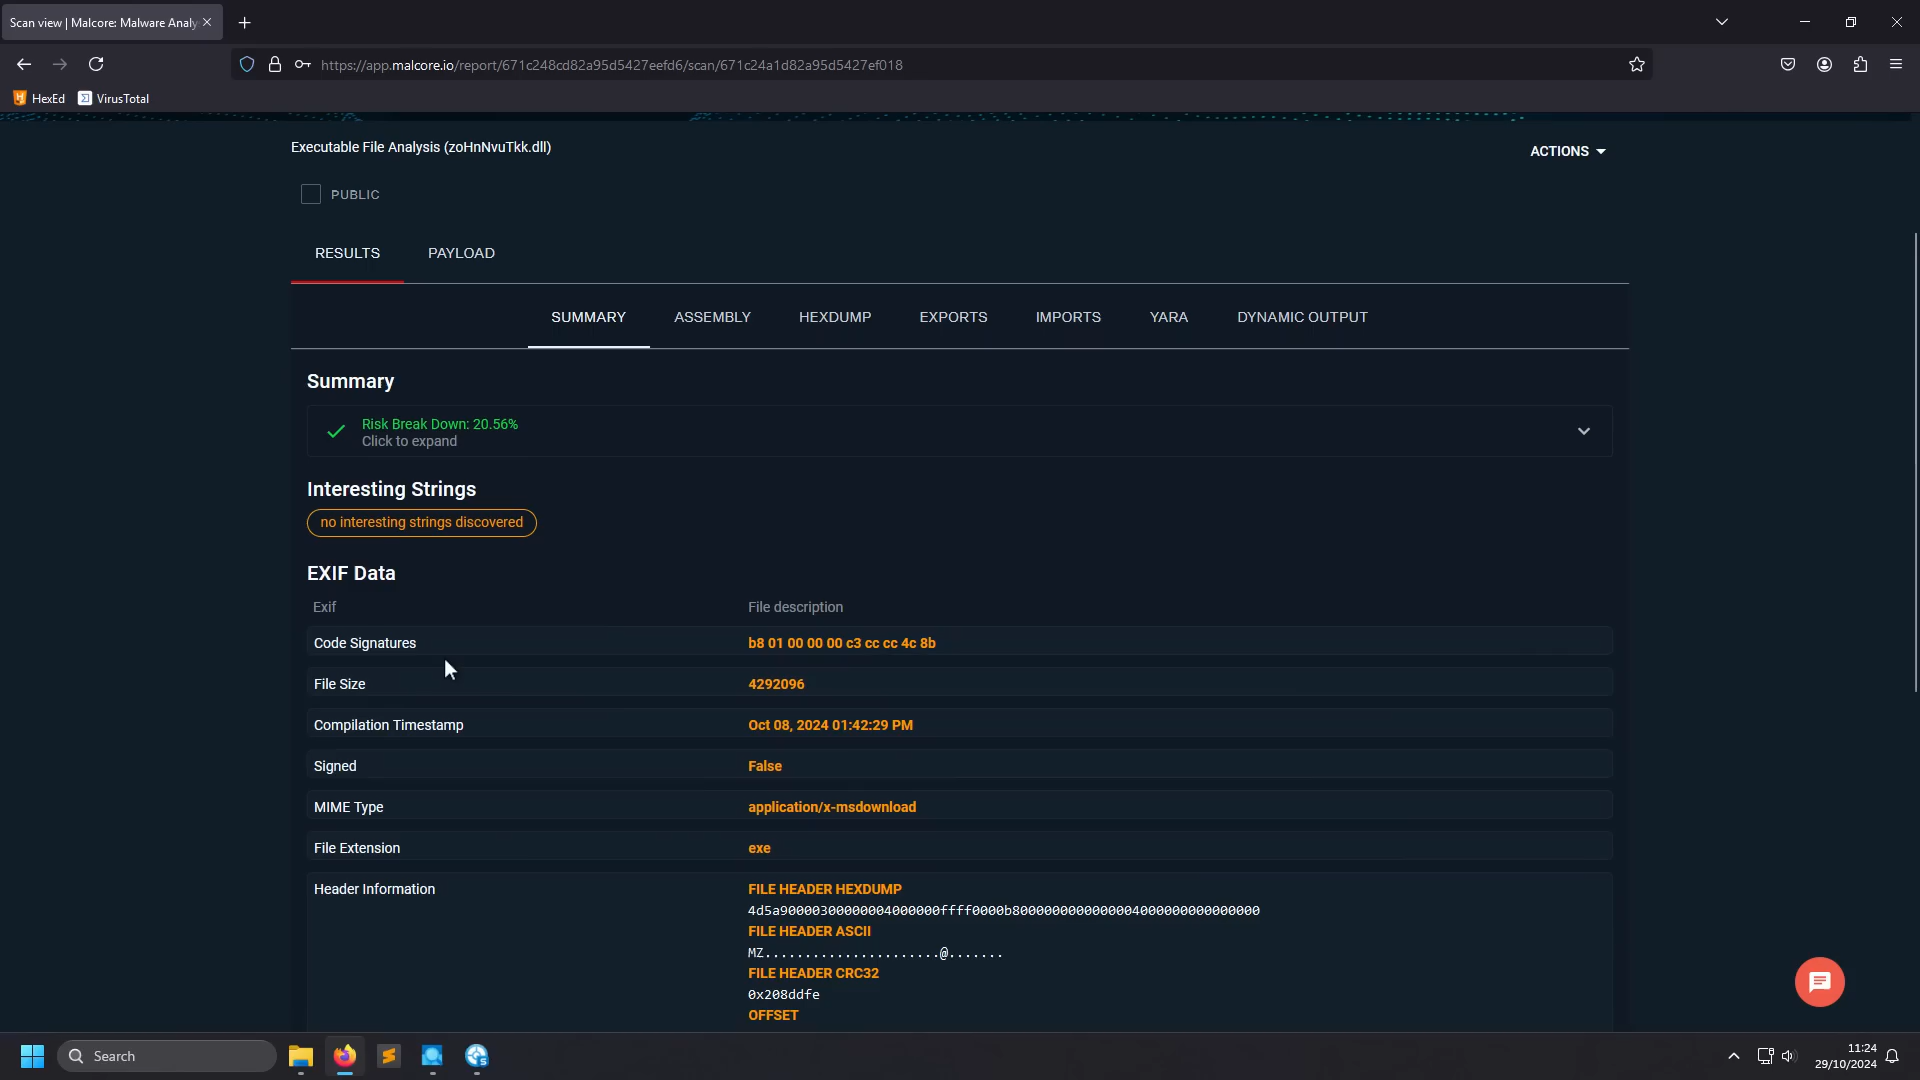 Scan view | Malcore: Malware Analy
https://app.malcore.io/report/671c248cd82a95d5427eefd6/scan/671c24a1d82a95d5427ef018
HexEd
VirusTotal
Executable File Analysis (zoHnNvuTkk.dll)
ACTIONS
PUBLIC
RESULTS
PAYLOAD
SUMMARY
ASSEMBLY
HEXDUMP
EXPORTS
IMPORTS
YARA
DYNAMIC OUTPUT
Summary
Risk Break Down: 20.56%
Click to expand
Interesting Strings
no interesting strings discovered
EXIF Data
Exif
File description
Code Signatures
b8 01 00 00 00 c3 cc cc 4c 8b
File Size
4292096
Compilation Timestamp
Oct 08, 2024 01:42:29 PM
Signed
False
MIME Type
application/x-msdownload
File Extension
exe
Header Information
FILE HEADER HEXDUMP
4d5a90000300000004000000ffff0000b80000000000000040000000000000000
FILE HEADER ASCII
MZ......................@.......
FILE HEADER CRC32
0x208ddfe
OFFSET
Search
11:24
29/10/2024